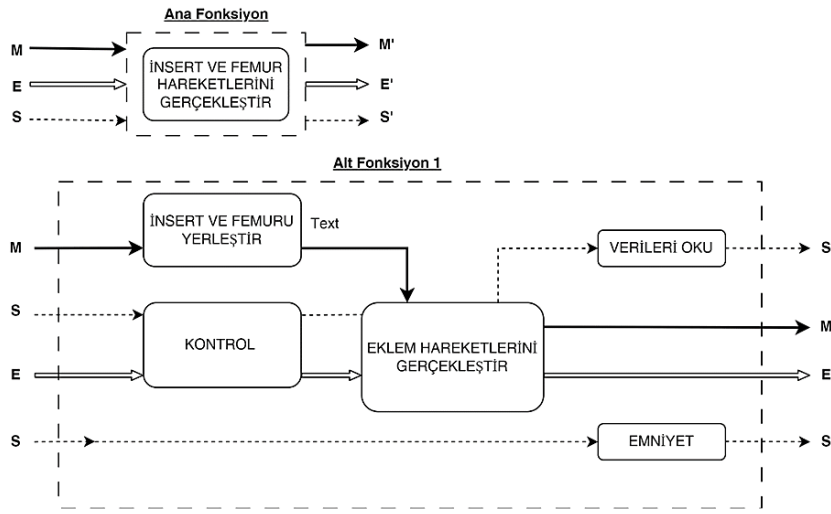 Ana Fonksiyon
M
İNSERT VE FEMUR
HAREKETLERİNİ
GERÇEKLEŞTİR
M'
E
E'
S
S'
Alt Fonksiyon 1
M
İNSERT VE FEMURU
YERLEŞTİR
Text
VERİLERİ OKU
S
S
KONTROL
EKLEM HAREKETLERİNİ
GERÇEKLEŞTİR
M
E
E
S
EMNİYET
S